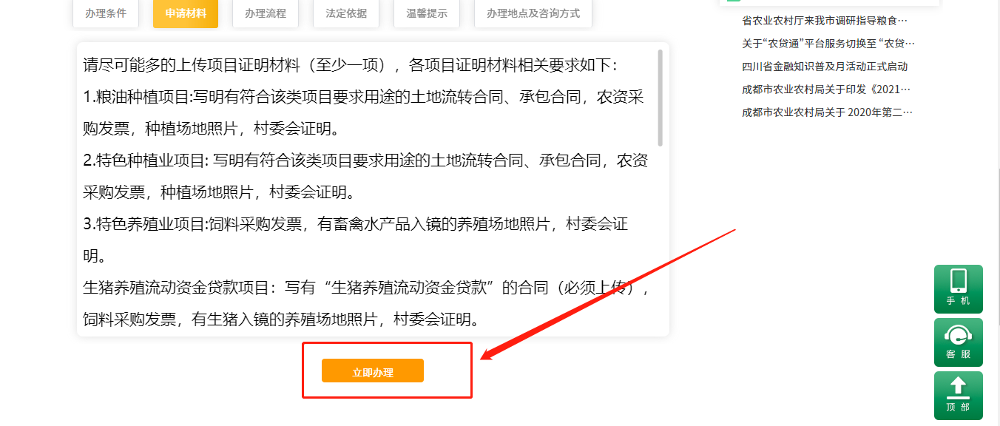 办理条件
申请材料
办理流程
法定依据
温馨提示
办理地点及咨询方式
请尽可能多的上传项目证明材料（至少一项），各项目证明材料相关要求如下：
1.粮油种植项目:写明有符合该类项目要求用途的土地流转合同、承包合同，农资采
购发票，种植场地照片，村委会证明。
2.特色种植业项目: 写明有符合该类项目要求用途的土地流转合同、承包合同，农资
采购发票，种植场地照片，村委会证明。
3.特色养殖业项目:饲料采购发票，有畜禽水产品入镜的养殖场地照片，村委会证
明。
生猪养殖流动资金贷款项目：写有“生猪养殖流动资金贷款”的合同（必须上传），
饲料采购发票，有生猪入镜的养殖场地照片，村委会证明。
立即办理
省农业农村厅来我市调研指导粮食…
关于“农贷通”平台服务切换至 “农贷…
四川省金融知识普及月活动正式启动
成都市农业农村局关于印发《2021…
成都市农业农村局关于 2020年第二…
手 机
客 服
顶 部